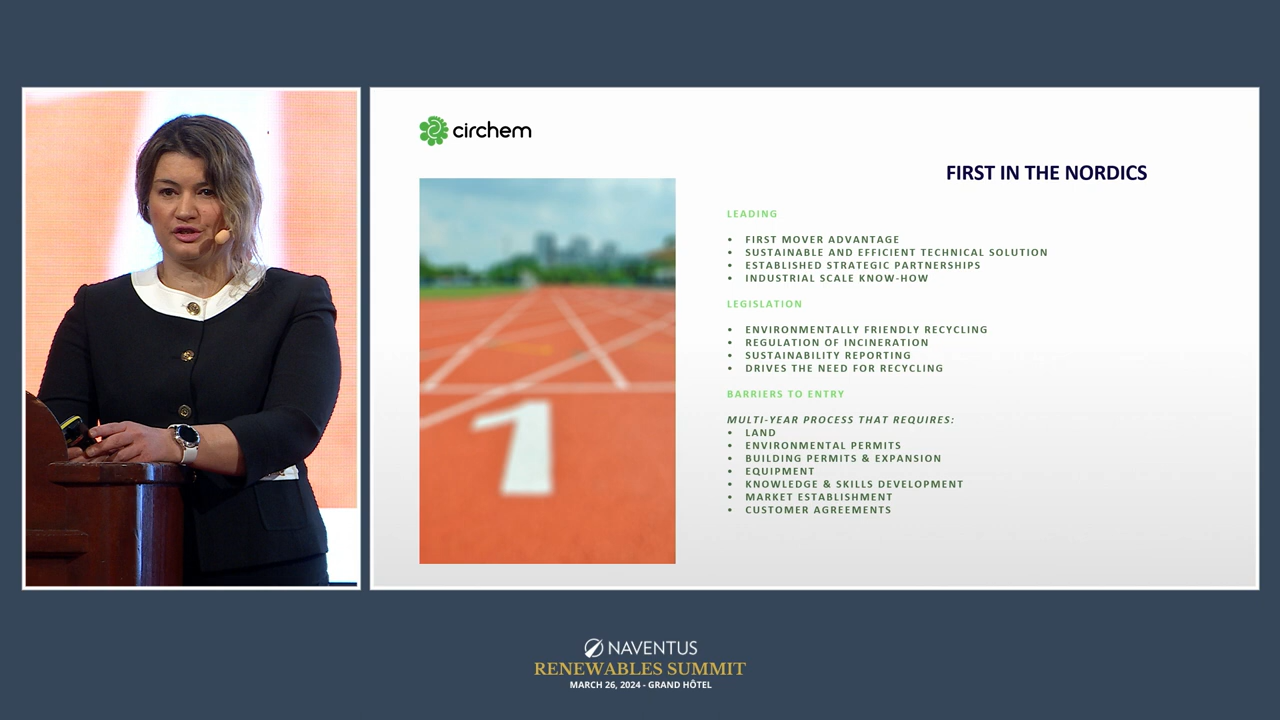 circhem
FIRST IN THE NORDICS
LEADING
• FIRST MOVER ADVANTAGE
• SUSTAINABLE AND EFFICIENT TECHNICAL SOLUTION
• ESTABLISHED STRATEGIC PARTNERSHIPS
• INDUSTRIAL SCALE KNOW-HOW
LEGISLATION
• ENVIRONMENTALLY FRIENDLY RECYCLING
• REGULATION OF INCINERATION
• SUSTAINABILITY REPORTING
• DRIVES THE NEED FOR RECYCLING
BARRIERS TO ENTRY
MULTI-YEAR PROCESS THAT REQUIRES:
• LAND
• ENVIRONMENTAL PERMITS
• BUILDING PERMITS & EXPANSION
• EQUIPMENT
• KNOWLEDGE & SKILLS DEVELOPMENT
• MARKET ESTABLISHMENT
• CUSTOMER AGREEMENTS
1
NAVENTUS
RENEWABLES SUMMIT
MARCH 26, 2024 - GRAND HÔTEL